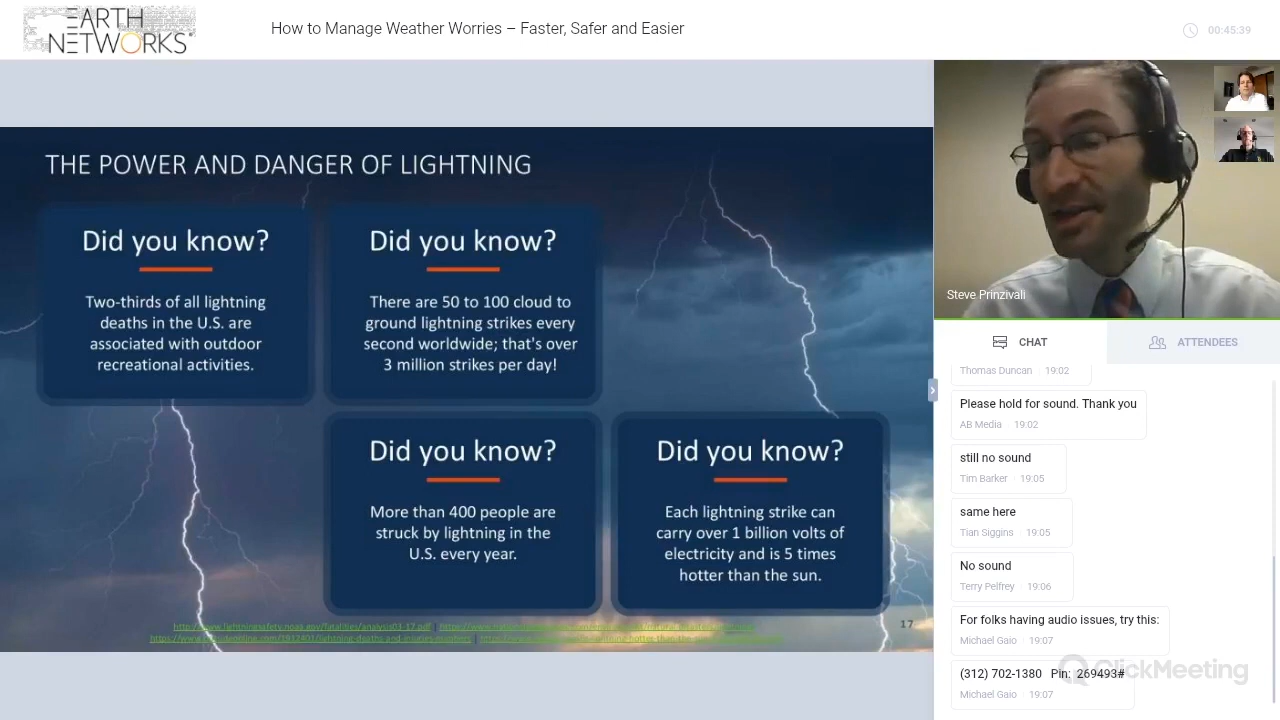 EARTH
NETWORKS
How to Manage Weather Worries – Faster, Safer and Easier
00:45:39
THE POWER AND DANGER OF LIGHTNING
Did you know?
Two-thirds of all lightning
deaths in the U.S. are
associated with outdoor
recreational activities.
Did you know?
There are 50 to 100 cloud to
ground lightning strikes every
second worldwide; that's over
3 million strikes per day!
Did you know?
More than 400 people are
struck by lightning in the
U.S. every year.
Did you know?
Each lightning strike can
carry over 1 billion volts of
electricity and is 5 times
hotter than the sun.
17
Steve Prinzivali
CHAT
ATTENDEES
Thomas Duncan 19:02
Please hold for sound. Thank you
AB Media 19:02
still no sound
Tim Barker 19:05
same here
Tian Siggins 19:05
No sound
Terry Pelfrey 19:06
For folks having audio issues, try this:
Michael Gaio 19:07
(312) 702-1380 Pin: 269493#
Michael Gaio 19:07
ClickMeeting